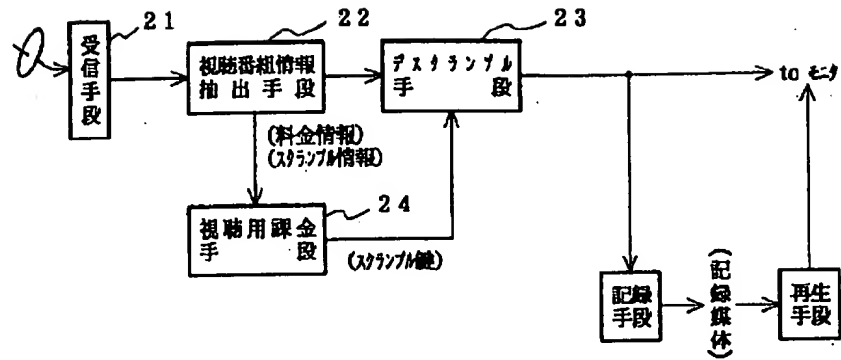 21
受信手段
22
視聴番組情報
抽出手段
23
デスクランブル
手段
to モニタ
(料金情報)
(スクランブル情報)
24
視聴用課金
手段
(スクランブル鍵)
記録
手段
(記録媒体)
再生
手段